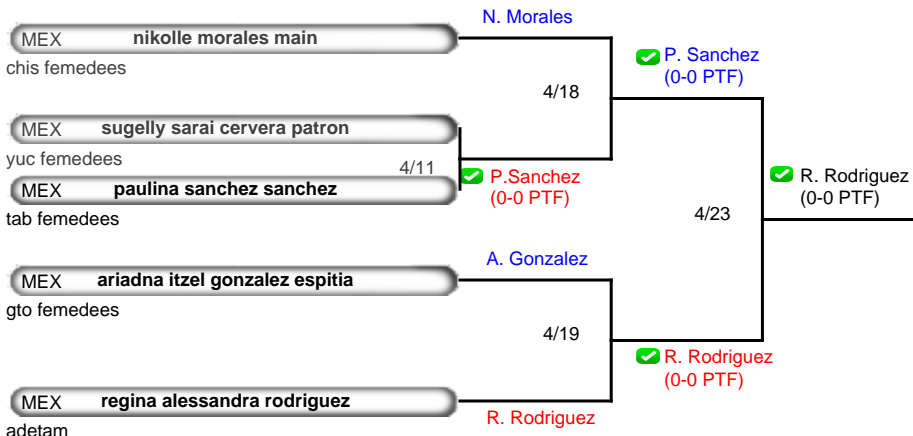 N. Morales
MEX nikolle morales main
chis femedees
P. Sanchez
(0-0 PTF)
4/18
MEX sugelly sarai cervera patron
yuc femedees
4/11
P.Sanchez
(0-0 PTF)
MEX paulina sanchez sanchez
tab femedees
R. Rodriguez
(0-0 PTF)
4/23
A. Gonzalez
MEX ariadna itzel gonzalez espitia
gto femedees
4/19
R. Rodriguez
(0-0 PTF)
MEX regina alessandra rodriguez
R. Rodriguez
adetam